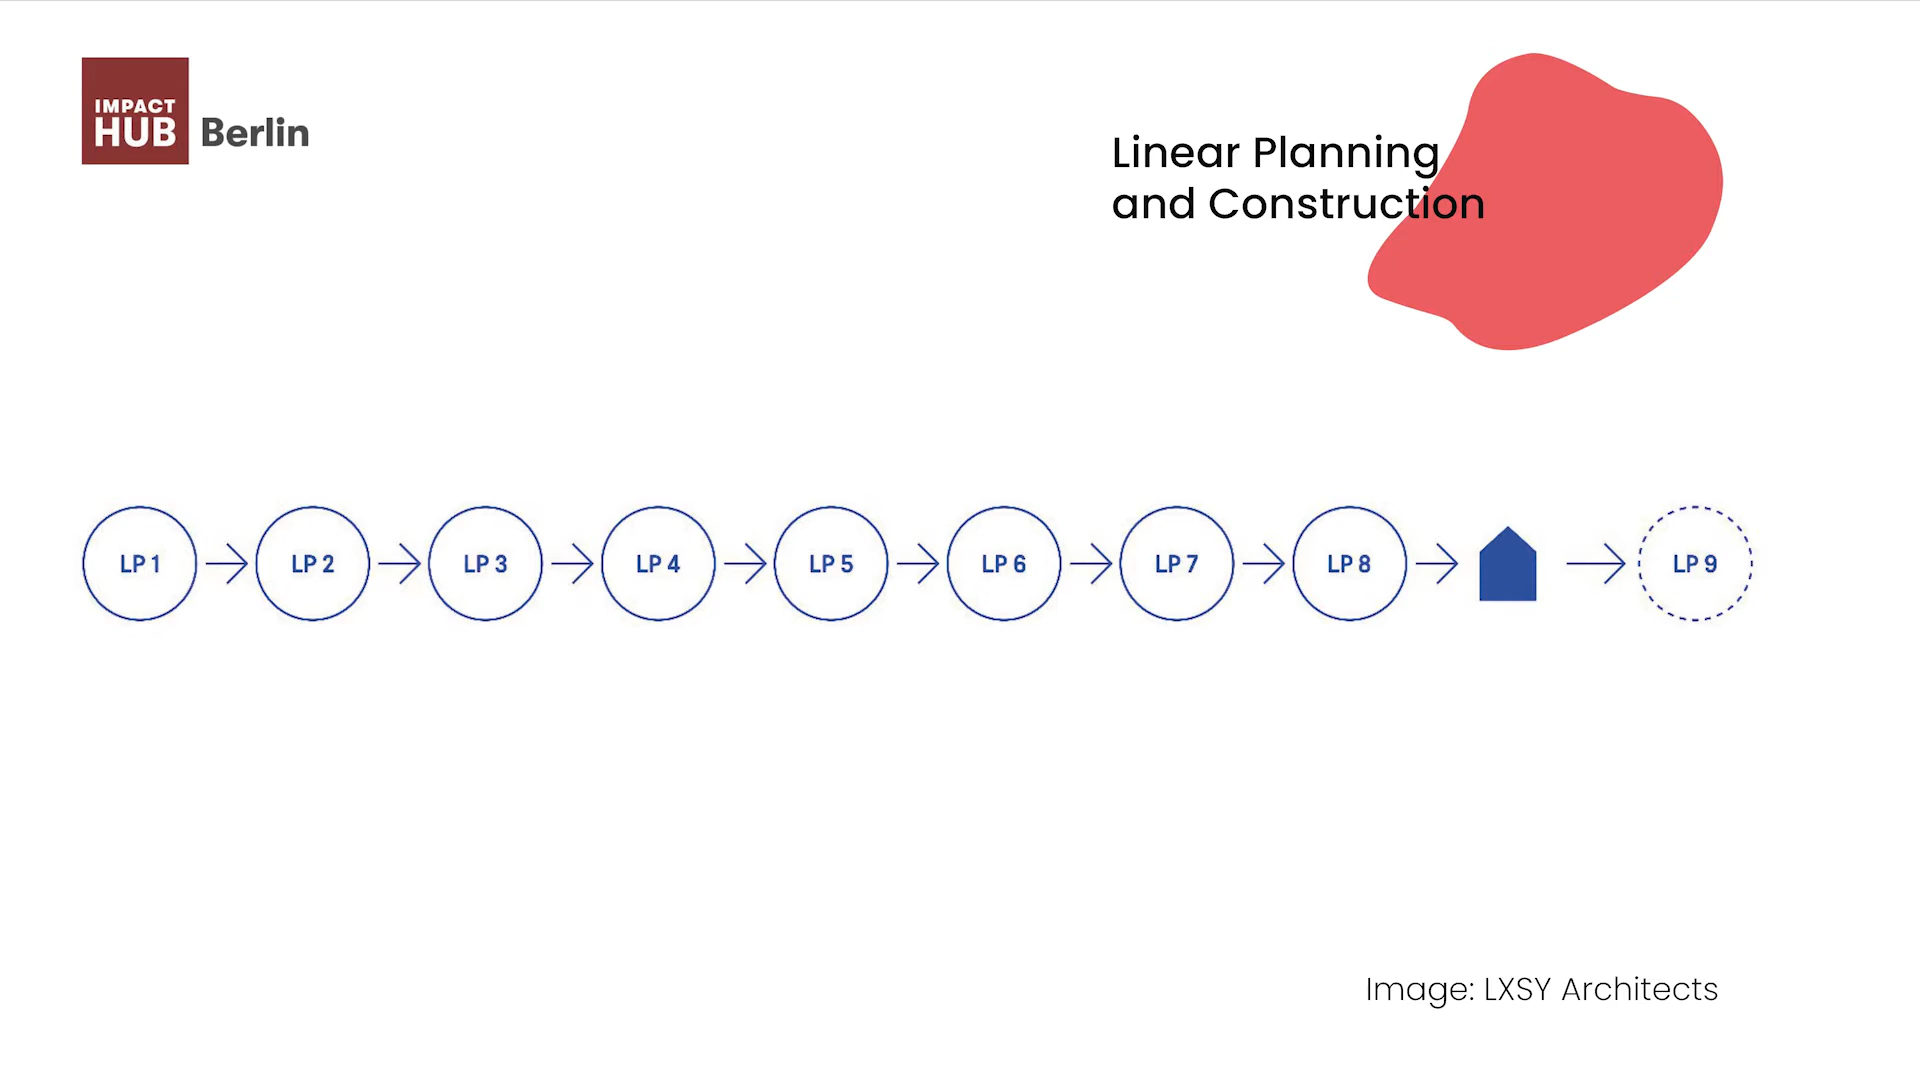 IMPACT
HUB Berlin
Linear Planning
and Construction
LP 1
LP 2
LP 3
LP 4
LP 5
LP 6
LP 7
LP 8
LP 9
Image: LXSY Architects